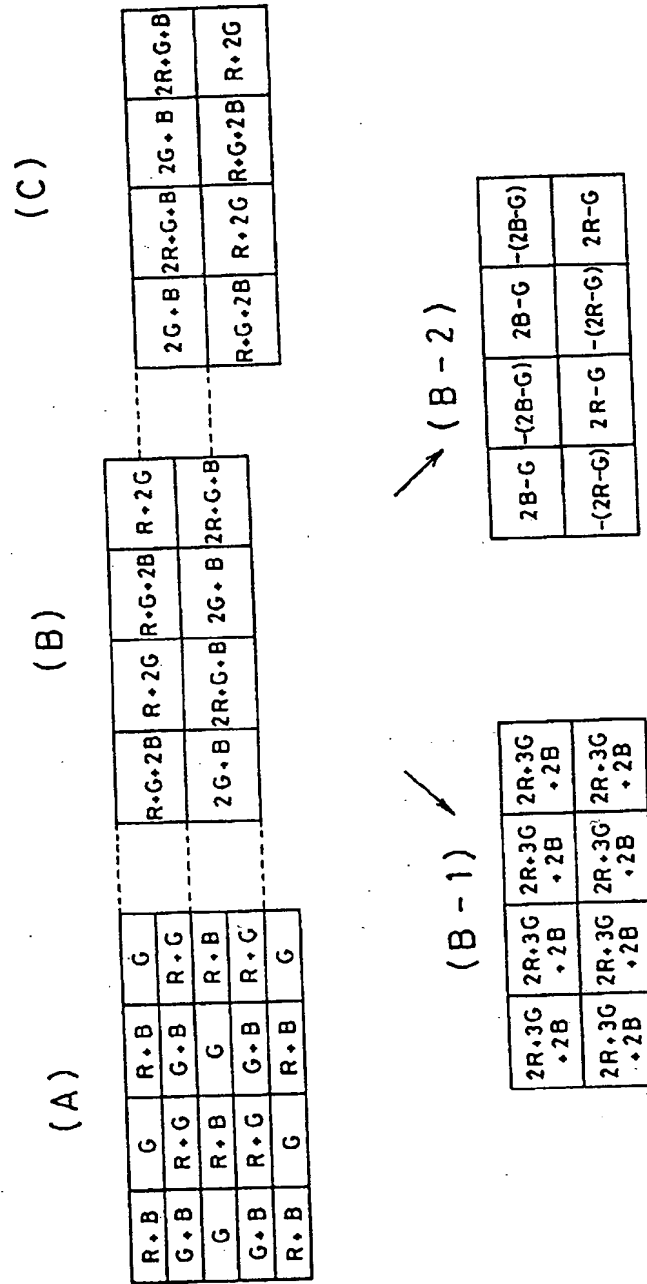 (A)
R+B G R+B G
G+B R+G G+B R+G
G R+B G R+B
G+B R+G G+B R+G
R+B G R+B G
(B)
R+G+2B R+2G R+G+2B R+2G
2G+B 2R+G+B 2G+B 2R+G+B
(C)
2G+B 2R+G+B 2G+B 2R+G+B
R+G+2B R+2G R+G+2B R+2G
(B-1)
2R+3G 2R+3G 2R+3G 2R+3G
+2B +2B +2B +2B
2R+3G 2R+3G 2R+3G 2R+3G
+2B +2B +2B +2B
(B-2)
2B-G -(2B-G) 2B-G -(2B-G)
-(2R-G) 2R-G -(2R-G) 2R-G